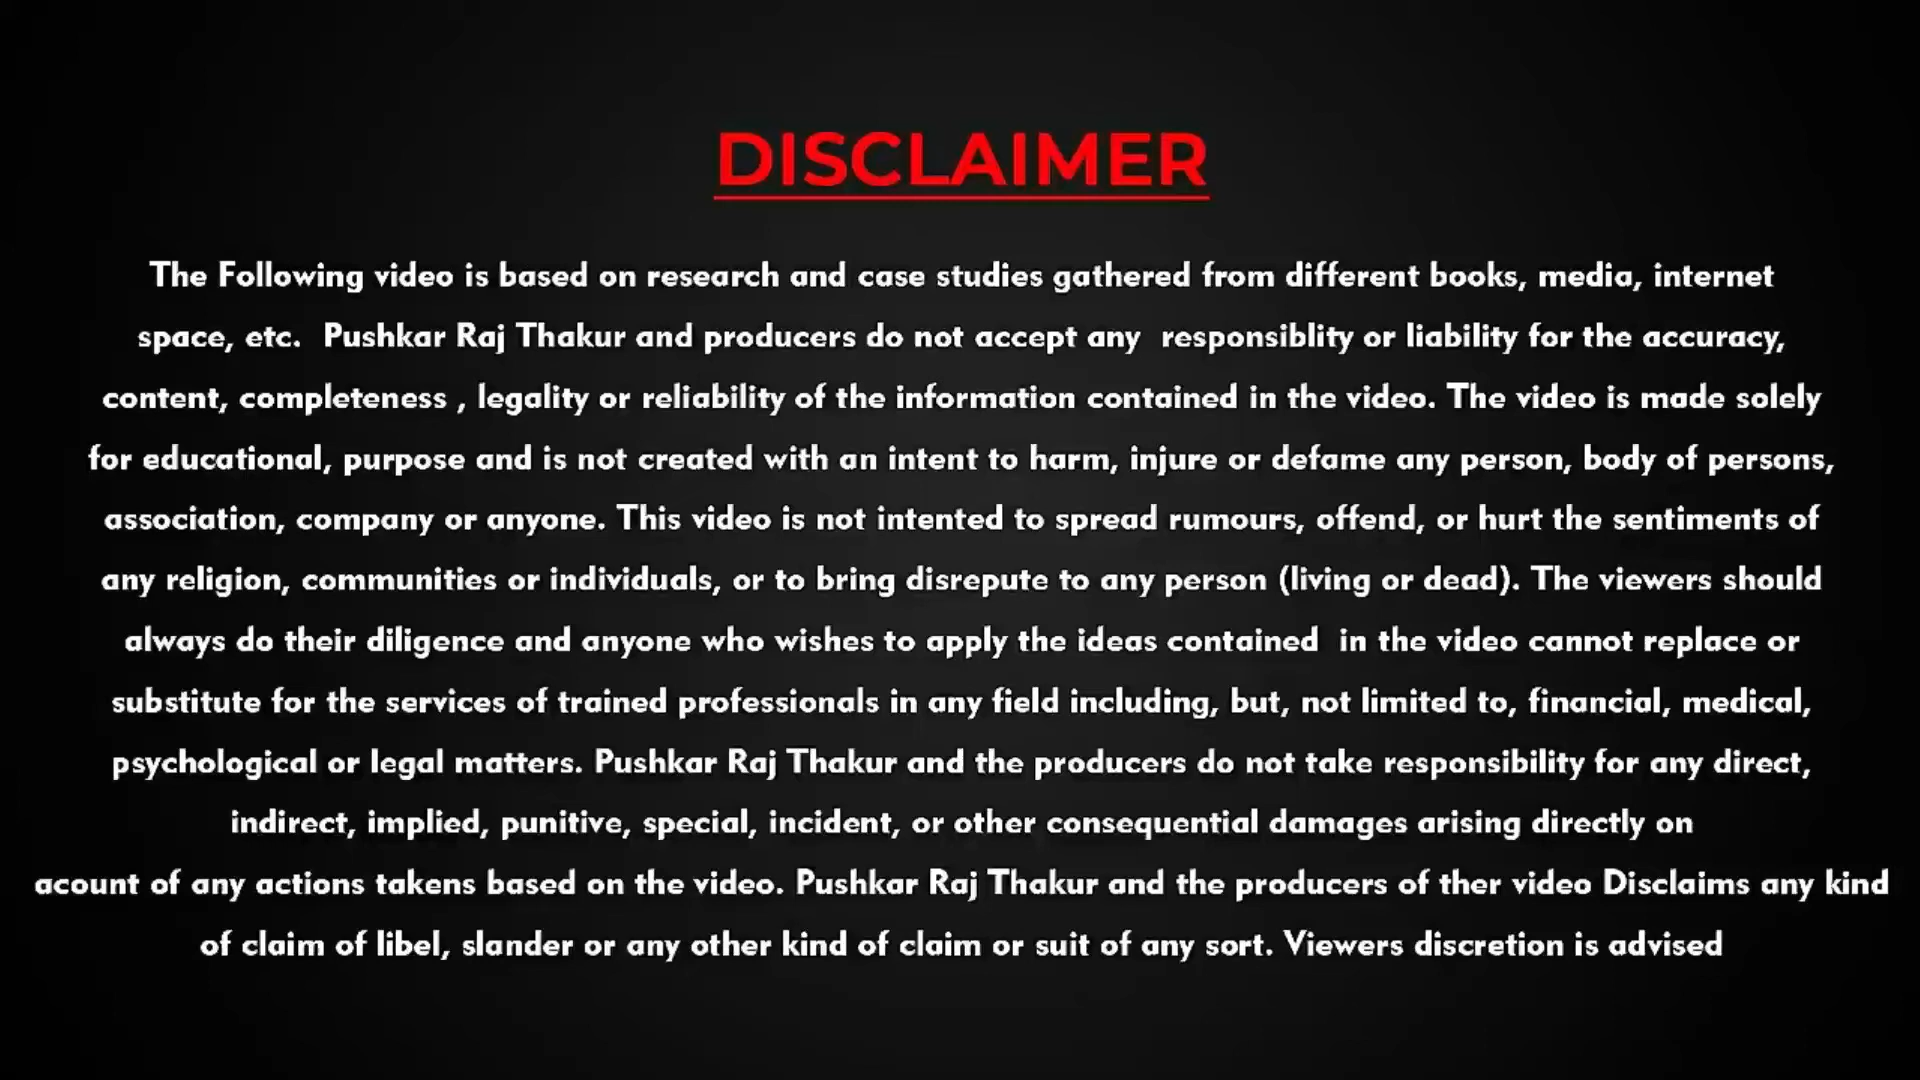 DISCLAIMER
The Following video is based on research and case studies gathered from different books, media, internet
space, etc.  Pushkar Raj Thakur and producers do not accept any  responsiblity or liability for the accuracy,
content, completeness , legality or reliability of the information contained in the video. The video is made solely
for educational, purpose and is not created with an intent to harm, injure or defame any person, body of persons,
association, company or anyone. This video is not intented to spread rumours, offend, or hurt the sentiments of
any religion, communities or individuals, or to bring disrepute to any person (living or dead). The viewers should
always do their diligence and anyone who wishes to apply the ideas contained  in the video cannot replace or
substitute for the services of trained professionals in any field including, but, not limited to, financial, medical,
psychological or legal matters. Pushkar Raj Thakur and the producers do not take responsibility for any direct,
indirect, implied, punitive, special, incident, or other consequential damages arising directly on
acount of any actions takens based on the video. Pushkar Raj Thakur and the producers of ther video Disclaims any kind
of claim of libel, slander or any other kind of claim or suit of any sort. Viewers discretion is advised